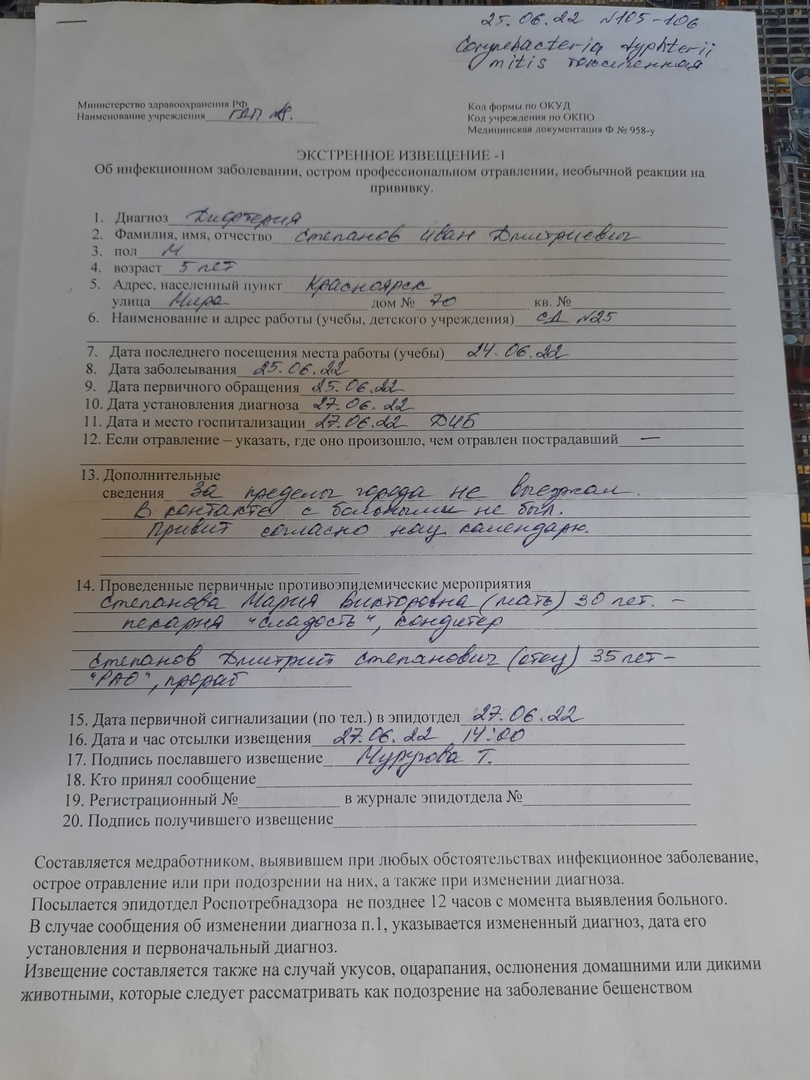 25.06.22 №105-106
Corynebacteria dyphterii
mitis токсигенная
Министерство здравоохранения РФ
Наименование учреждения
Код формы по ОКУД
Код учреждения по ОКПО
Медицинская документация Ф № 958-у
ЭКСТРЕННОЕ ИЗВЕЩЕНИЕ -1
Об инфекционном заболевании, остром профессиональном отравлении, необычной реакции на
прививку.
1. Диагноз Дифтерия
2. Фамилия, имя, отчество Степанов Иван Дмитриевич
3. пол М
4. возраст 5 лет
5. Адрес, населенный пункт Красноярск
улица Мира дом № 70 кв. №
6. Наименование и адрес работы (учебы, детского учреждения) СД №25
7. Дата последнего посещения места работы (учебы) 24.06.22
8. Дата заболеывания 25.06.22
9. Дата первичного обращения 25.06.22
10. Дата установления диагноза 27.06.22
11. Дата и место госпитализации 27.06.22 ДИБ
12. Если отравление – указать, где оно произошло, чем отравлен пострадавший —
13. Дополнительные
сведения За пределы города не выезжал.
В контакте с больными не был.
Привит согласно нац календарю.
14. Проведенные первичные противоэпидемические мероприятия
Степанова Мария Викторовна (мать) 30 лет. –
пекарня "Сладость", кондитер
Степанов Дмитрий Степанович (отец) 35 лет –
"РАО", прораб
15. Дата первичной сигнализации (по тел.) в эпидотдел 27.06.22
16. Дата и час отсылки извещения 27.06.22 14:00
17. Подпись пославшего извещение Муругова Т.
18. Кто принял сообщение
19. Регистрационный № в журнале эпидотдела №
20. Подпись получившего извещение
Составляется медработником, выявившем при любых обстоятельствах инфекционное заболевание,
острое отравление или при подозрении на них, а также при изменении диагноза.
Посылается эпидотдел Роспотребнадзора не позднее 12 часов с момента выявления больного.
В случае сообщения об изменении диагноза п.1, указывается измененный диагноз, дата его
установления и первоначальный диагноз.
Извещение составляется также на случай укусов, оцарапания, ослюнения домашними или дикими
животными, которые следует рассматривать как подозрение на заболевание бешенством